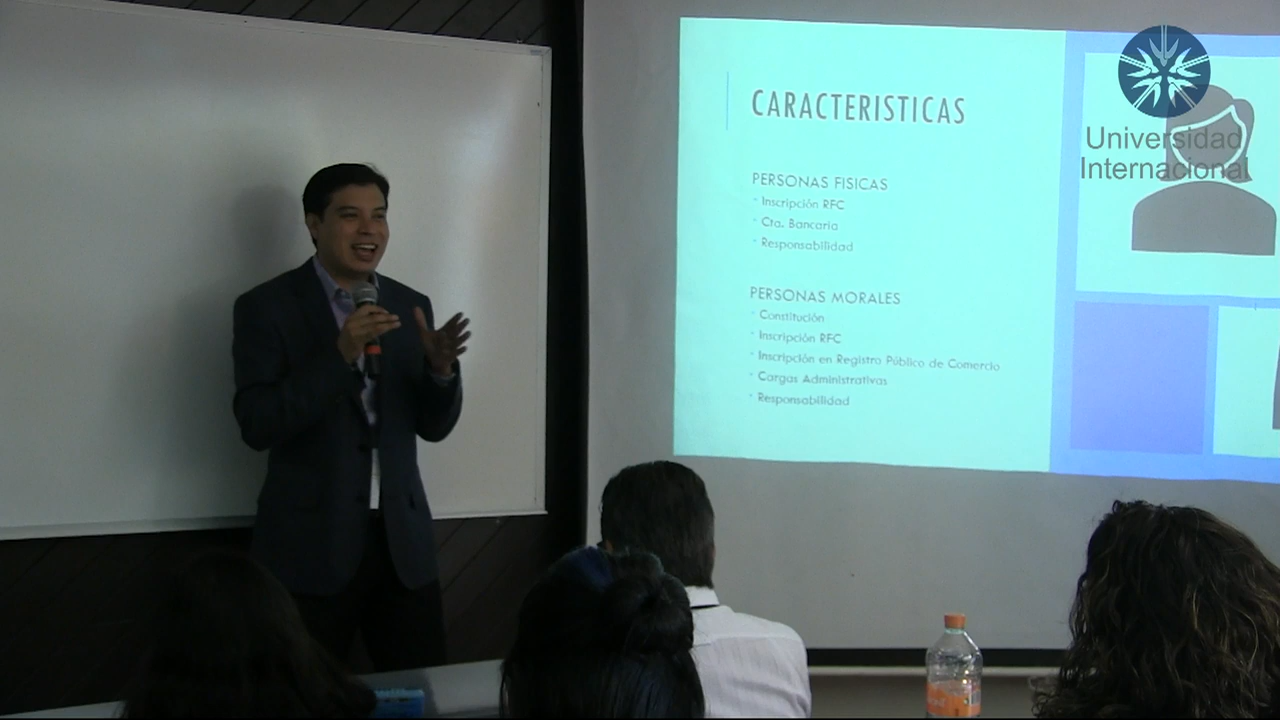 CARACTERISTICAS
PERSONAS FISICAS
Inscripción RFC
Cta. Bancaria
Responsabilidad
PERSONAS MORALES
Constitución
Inscripción RFC
Inscripción en Registro Público de Comercio
Cargas Administrativas
Responsabilidad
Universidad
Internacional